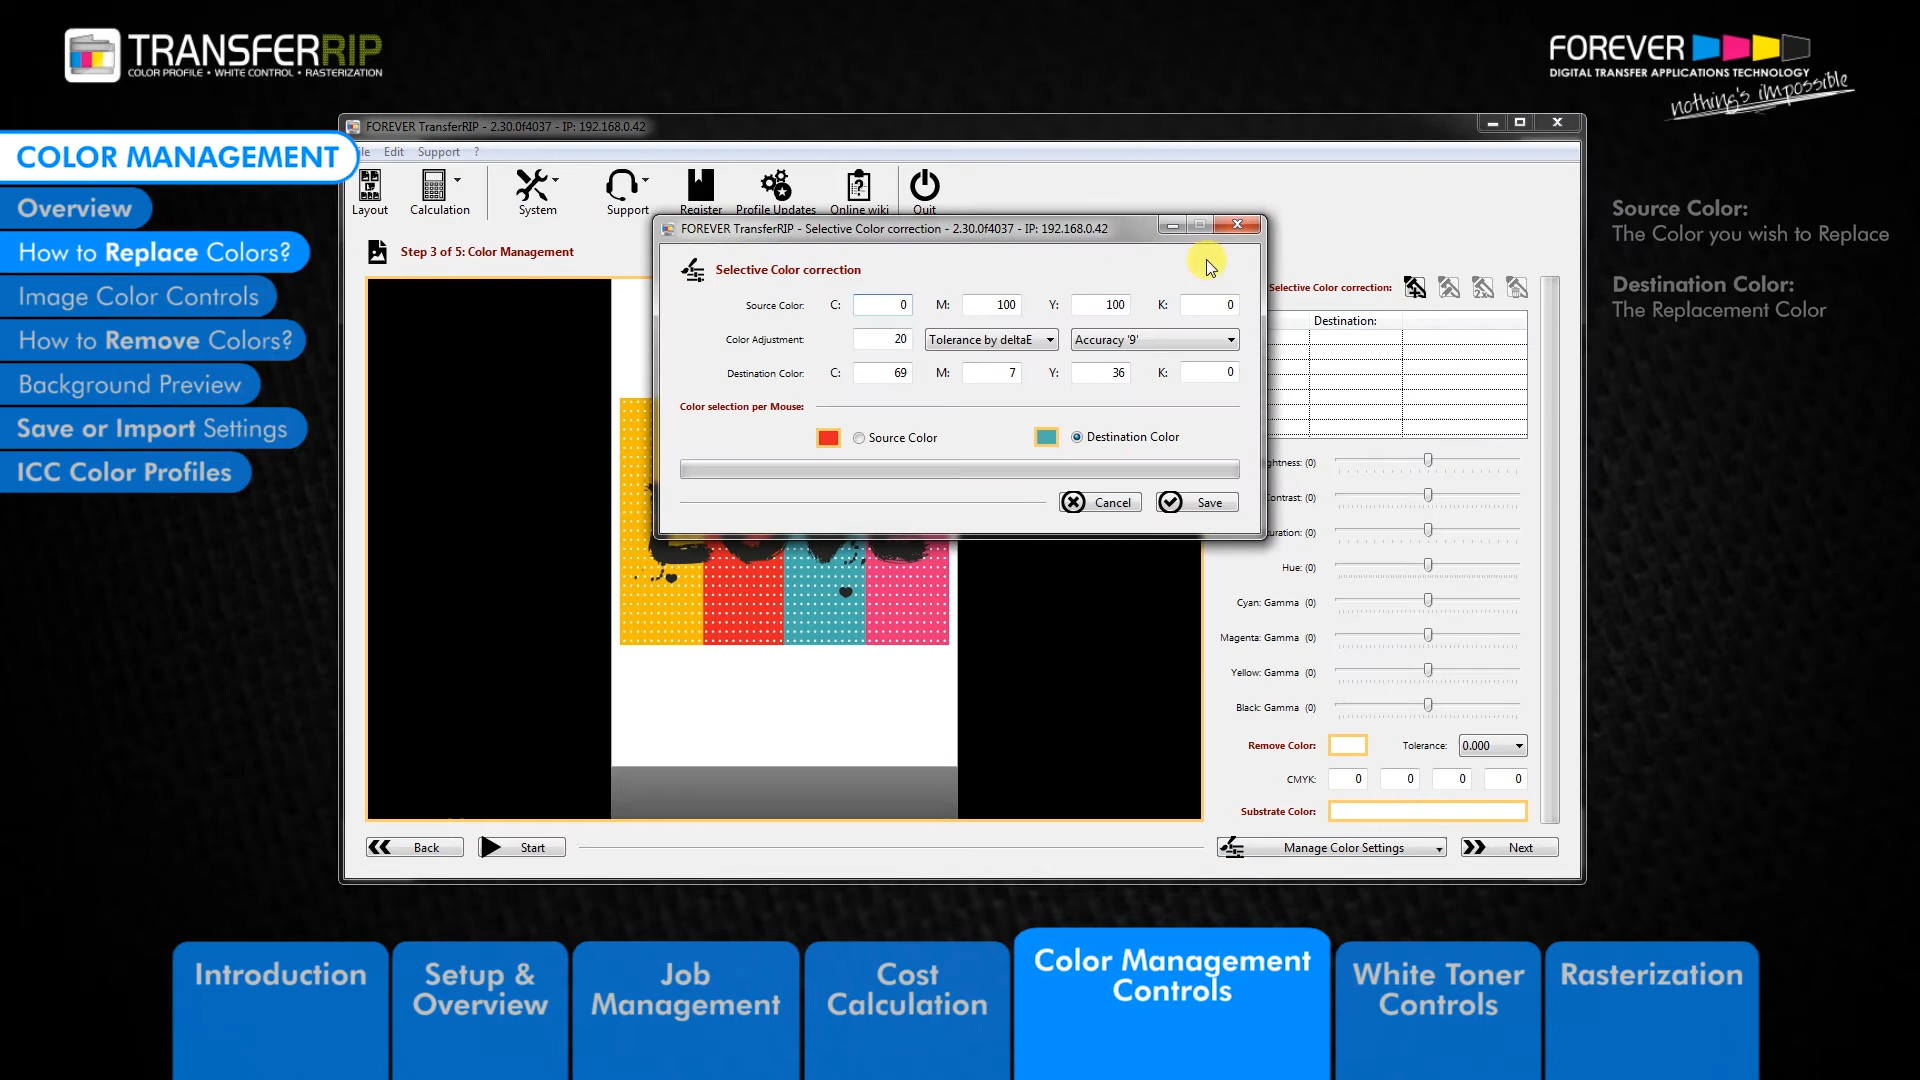 TRANSFERRIP
COLOR PROFILE • WHITE CONTROL • RASTERIZATION
FOREVER
DIGITAL TRANSFER APPLICATIONS TECHNOLOGY
nothing's impossible
COLOR MANAGEMENT
Overview
How to Replace Colors?
Image Color Controls
How to Remove Colors?
Background Preview
Save or Import Settings
ICC Color Profiles
FOREVER TransferRIP - 2.30.0f4037 - IP: 192.168.0.42
Edit Support ?
Layout Calculation System Support Register Profile Updates Online wiki Quit
Step 3 of 5: Color Management
FOREVER TransferRIP - Selective Color correction - 2.30.0f4037 - IP: 192.168.0.42
Selective Color correction
Source Color: C: 0 M: 100 Y: 100 K: 0
Color Adjustment: 20 Tolerance by deltaE Accuracy '9'
Destination Color: C: 69 M: 7 Y: 36 K: 0
Color selection per Mouse:
Source Color Destination Color
Cancel Save
Selective Color correction:
2x
Destination:
ghtness: (0)
Contrast: (0)
uration: (0)
Hue: (0)
Cyan: Gamma (0)
Magenta: Gamma (0)
Yellow: Gamma (0)
Black: Gamma (0)
Remove Color: Tolerance: 0.000
CMYK: 0 0 0 0
Substrate Color:
Back Start Manage Color Settings Next
Source Color:
The Color you wish to Replace
Destination Color:
The Replacement Color
Introduction
Setup &
Overview
Job
Management
Cost
Calculation
Color Management
Controls
White Toner
Controls
Rasterization